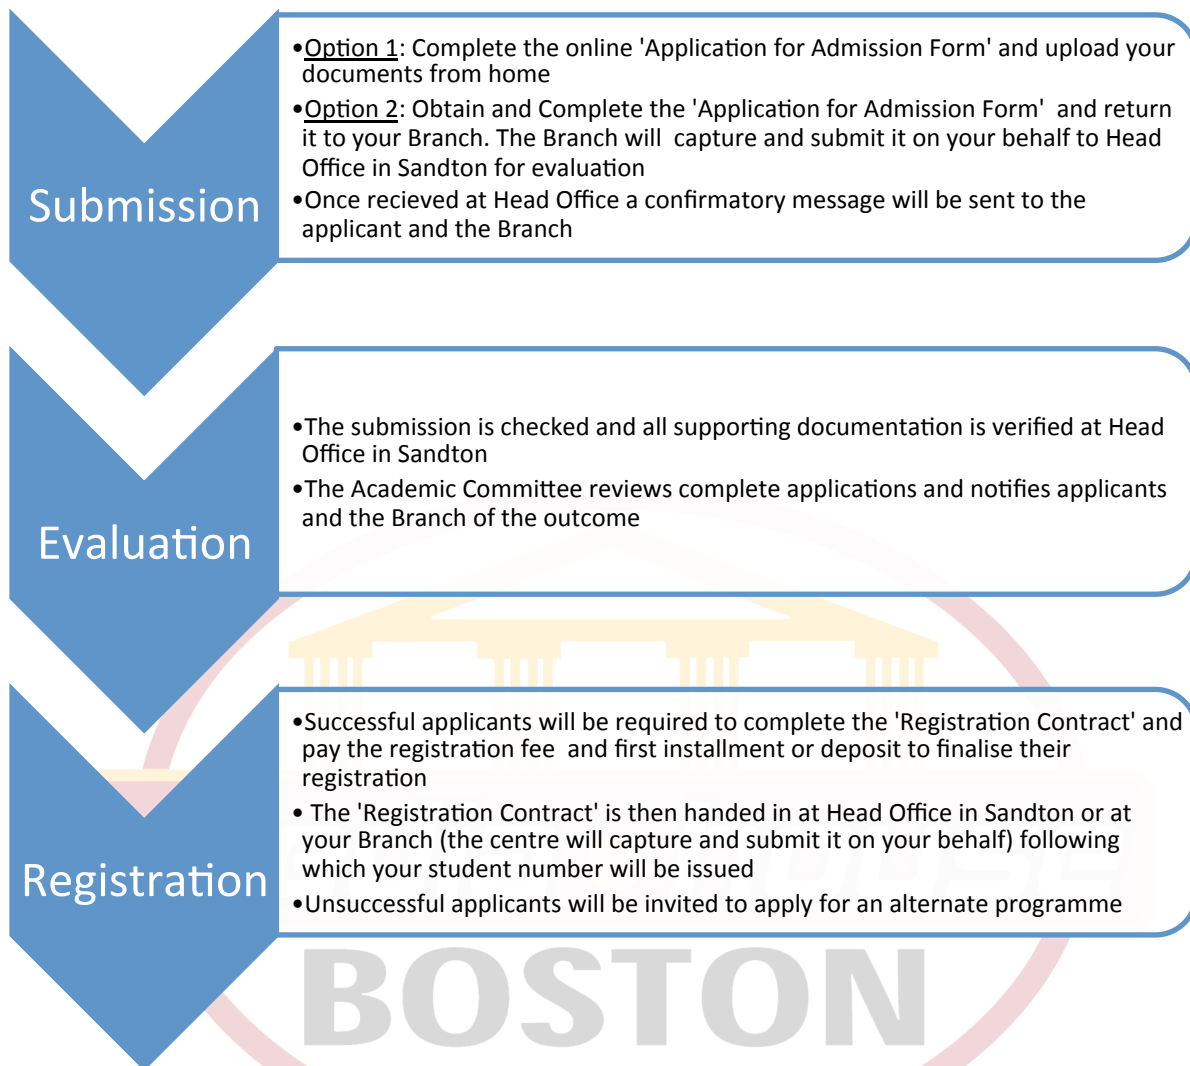 Submission
•Option 1: Complete the online 'Application for Admission Form' and upload your
documents from home
•Option 2: Obtain and Complete the 'Application for Admission Form'  and return
it to your Branch. The Branch will  capture and submit it on your behalf to Head
Office in Sandton for evaluation
•Once recieved at Head Office a confirmatory message will be sent to the
applicant and the Branch
Evaluation
•The submission is checked and all supporting documentation is verified at Head
Office in Sandton
•The Academic Committee reviews complete applications and notifies applicants
and the Branch of the outcome
Registration
•Successful applicants will be required to complete the 'Registration Contract' and
pay the registration fee  and first installment or deposit to finalise their
registration
• The 'Registration Contract' is then handed in at Head Office in Sandton or at
your Branch (the centre will capture and submit it on your behalf) following
which your student number will be issued
•Unsuccessful applicants will be invited to apply for an alternate programme
BOSTON